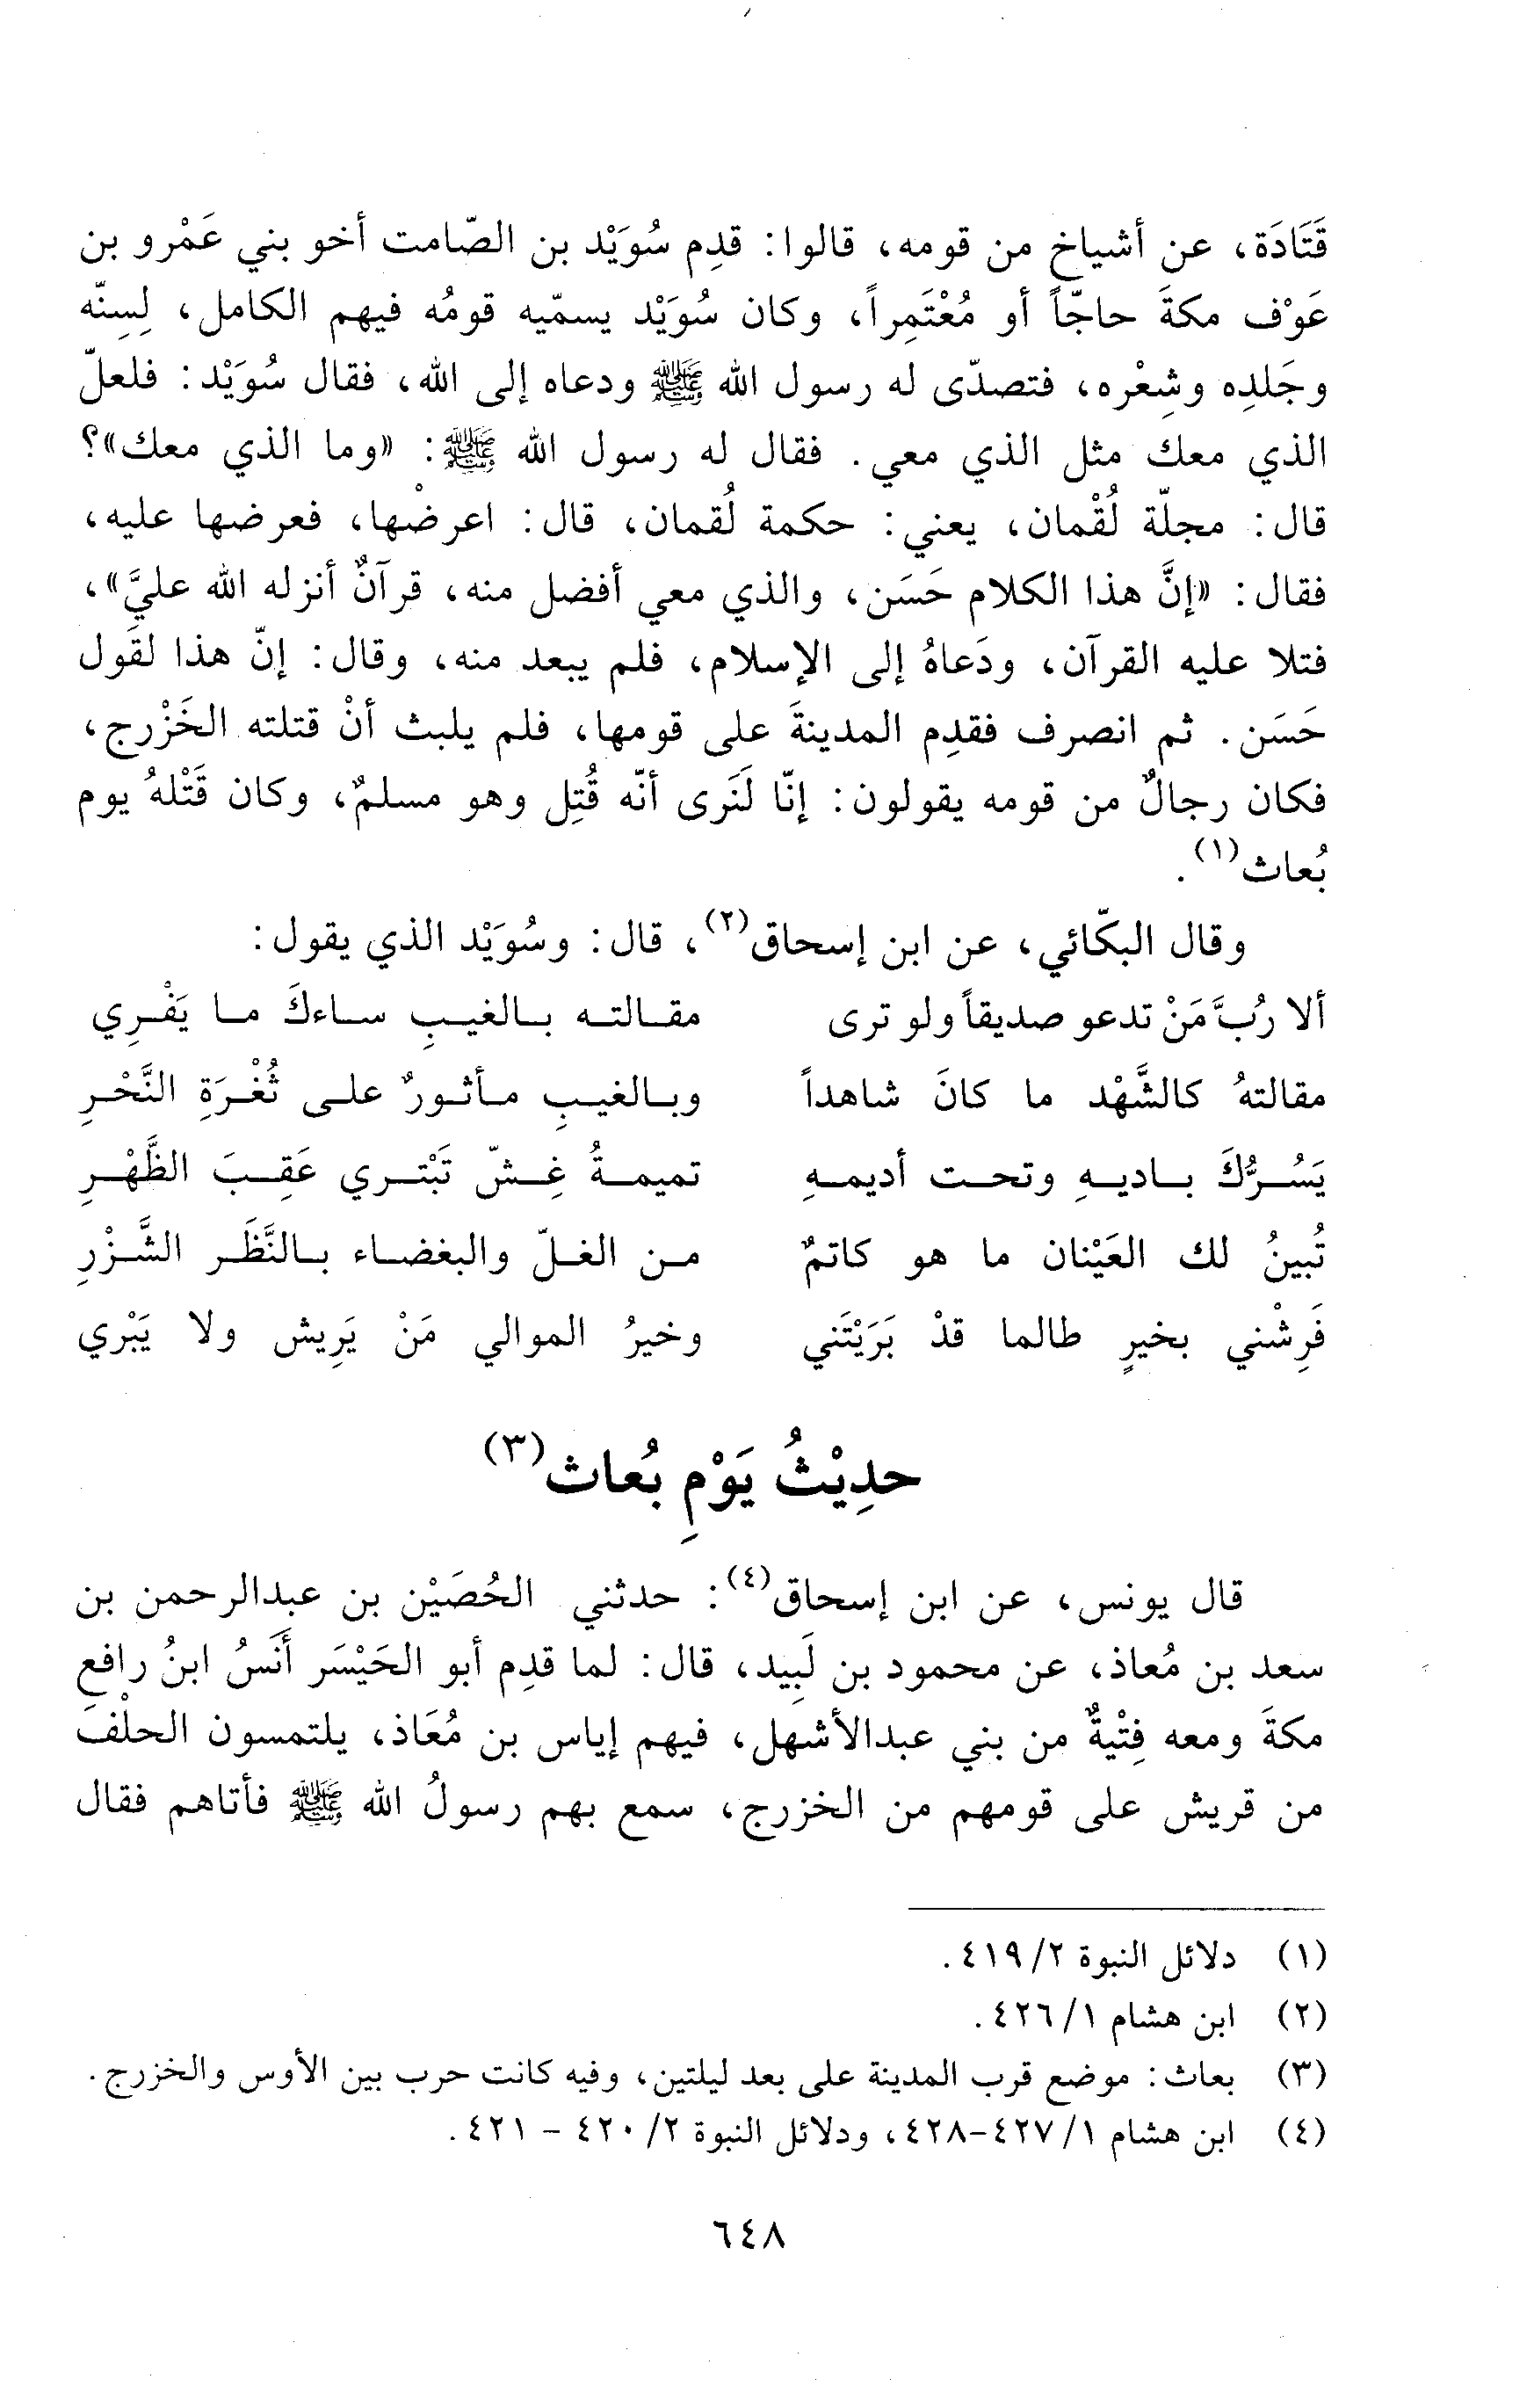 قَتَادَة، عن أشياخ من قومه، قالوا: قدِم سُوَيْد بن الصّامت أخو بني عَمْرو بن
عَوْف مكةَ حاجّاً أو مُعْتَمِراً، وكان سُوَيْد يسمّيه قومُه فيهم الكامل، لِسِنّه
وجَلدِه وشِعْره، فتصدّى له رسول الله ﷺ ودعاه إلى الله، فقال سُوَيْد: فلعلّ
الذي معك مثل الذي معي. فقال له رسول الله ﷺ: «وما الذي معك»؟
قال: مجلّة لُقْمان، يعني: حكمة لُقمان، قال: اعرضْها، فعرضها عليه،
فقال: «إنَّ هذا الكلام حَسَن، والذي معي أفضل منه، قرآنٌ أنزله الله عليَّ»،
فتلا عليه القرآن، ودَعاهُ إلى الإسلام، فلم يبعد منه، وقال: إنّ هذا لقَول
حَسَن. ثم انصرف فقدِم المدينةَ على قومها، فلم يلبث أنْ قتلته الخَزْرج،
فكان رجالٌ من قومه يقولون: إنّا لَنَرى أنّه قُتِل وهو مسلمٌ، وكان قَتْلهُ يوم
بُعاث(١).
وقال البكّائي، عن ابن إسحاق(٢)، قال: وسُوَيْد الذي يقول:
ألا رُبَّ مَنْ تدعو صديقاً ولو ترى مقالته بالغيبِ ساءكَ ما يَفْرِي
مقالتهُ كالشَّهْد ما كانَ شاهداً وبالغيبِ مأثورٌ على ثُغْرَةِ النَّحْرِ
يَسُرُّكَ باديهِ وتحت أديمهِ تميمةُ غِشّ تَبْتري عَقِبَ الظَّهْرِ
تُبينُ لك العَيْنان ما هو كاتمٌ من الغلّ والبغضاء بالنَّظَر الشَّزْرِ
فَرِشْني بخيرٍ طالما قدْ بَرَيْتَني وخيرُ الموالي مَنْ يَرِيش ولا يَبْري
حدِيْثُ يَوْمِ بُعاث(٣)
قال يونس، عن ابن إسحاق(٤): حدثني الحُصَيْن بن عبدالرحمن بن
سعد بن مُعاذ، عن محمود بن لَبِيد، قال: لما قدِم أبو الحَيْسَر أَنَسُ ابنُ رافعٍ
مكةَ ومعه فِتْيةٌ من بني عبدالأشهل، فيهم إياس بن مُعَاذ، يلتمسون الحلْفَ
من قريش على قومهم من الخزرج، سمع بهم رسولُ الله ﷺ فأتاهم فقال
(١) دلائل النبوة ٢/ ٤١٩.
(٢) ابن هشام ١/ ٤٢٦.
(٣) بعاث: موضع قرب المدينة على بعد ليلتين، وفيه كانت حرب بين الأوس والخزرج.
(٤) ابن هشام ١/ ٤٢٧-٤٢٨، ودلائل النبوة ٢/ ٤٢٠ - ٤٢١.
٦٤٨